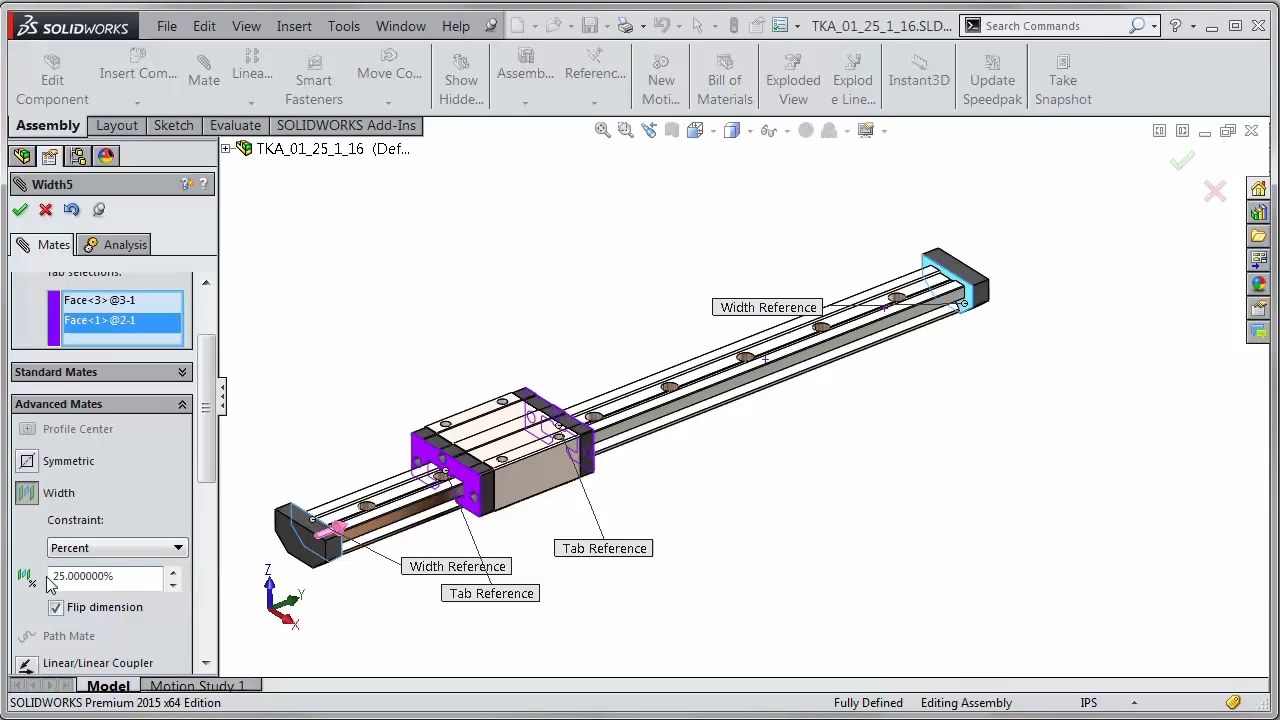 SOLIDWORKS File Edit View Insert Tools Window Help TKA_01_25_1_16.SLD... Search Commands ?
Edit Component Insert Com... Mate Linea... Smart Fasteners Move Co... Show Hidde... Assemb... Referenc... New Moti... Bill of Materials Exploded View Explod e Line... Instant3D Update Speedpak Take Snapshot
Assembly Layout Sketch Evaluate SOLIDWORKS Add-Ins
TKA_01_25_1_16 (Def...
Width5 ? ?
Mates Analysis
Tab selections:
Face<3>@3-1
Face<1>@2-1
Width Reference
Standard Mates
Advanced Mates
Profile Center
Symmetric
Width
Constraint:
Percent
Tab Reference
Width Reference
25.000000%
Tab Reference
Flip dimension
Path Mate
Linear/Linear Coupler
Z
Y
X
Model Motion Study 1
SOLIDWORKS Premium 2015 x64 Edition Fully Defined Editing Assembly IPS